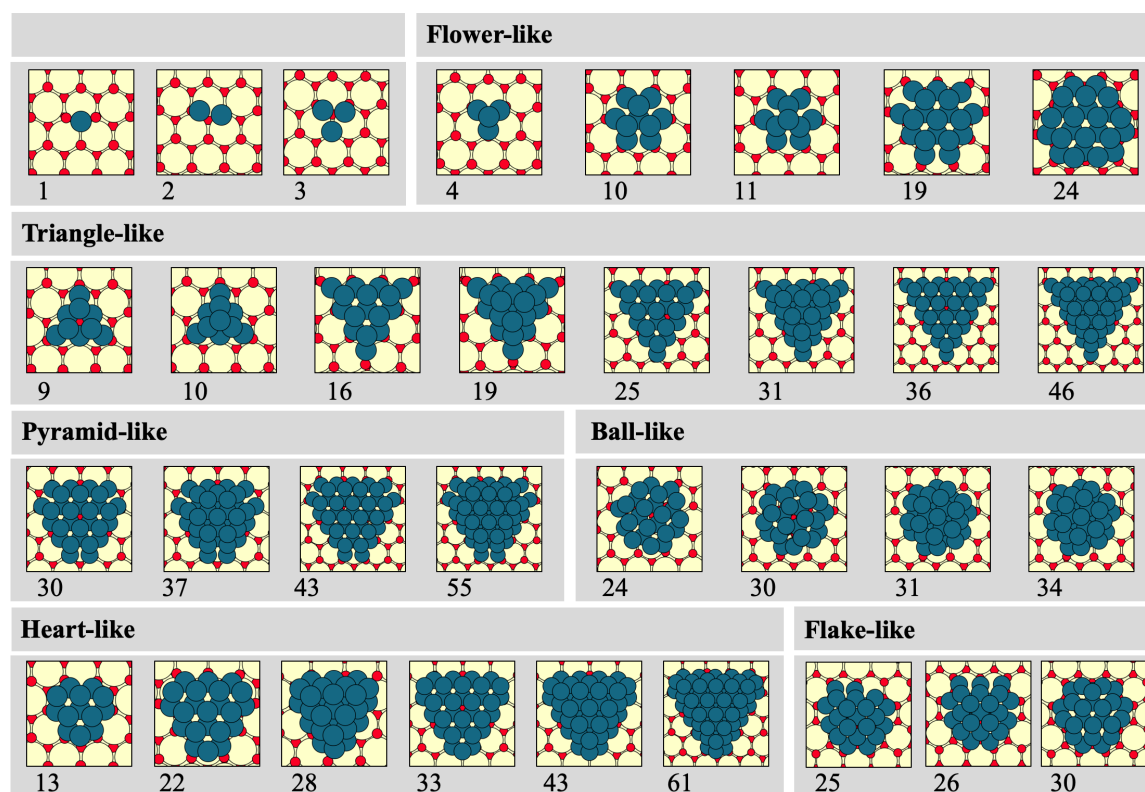 Flower-like
1 2 3 4 10 11 19 24
Triangle-like
9 10 16 19 25 31 36 46
Pyramid-like Ball-like
30 37 43 55 24 30 31 34
Heart-like Flake-like
13 22 28 33 43 61 25 26 30